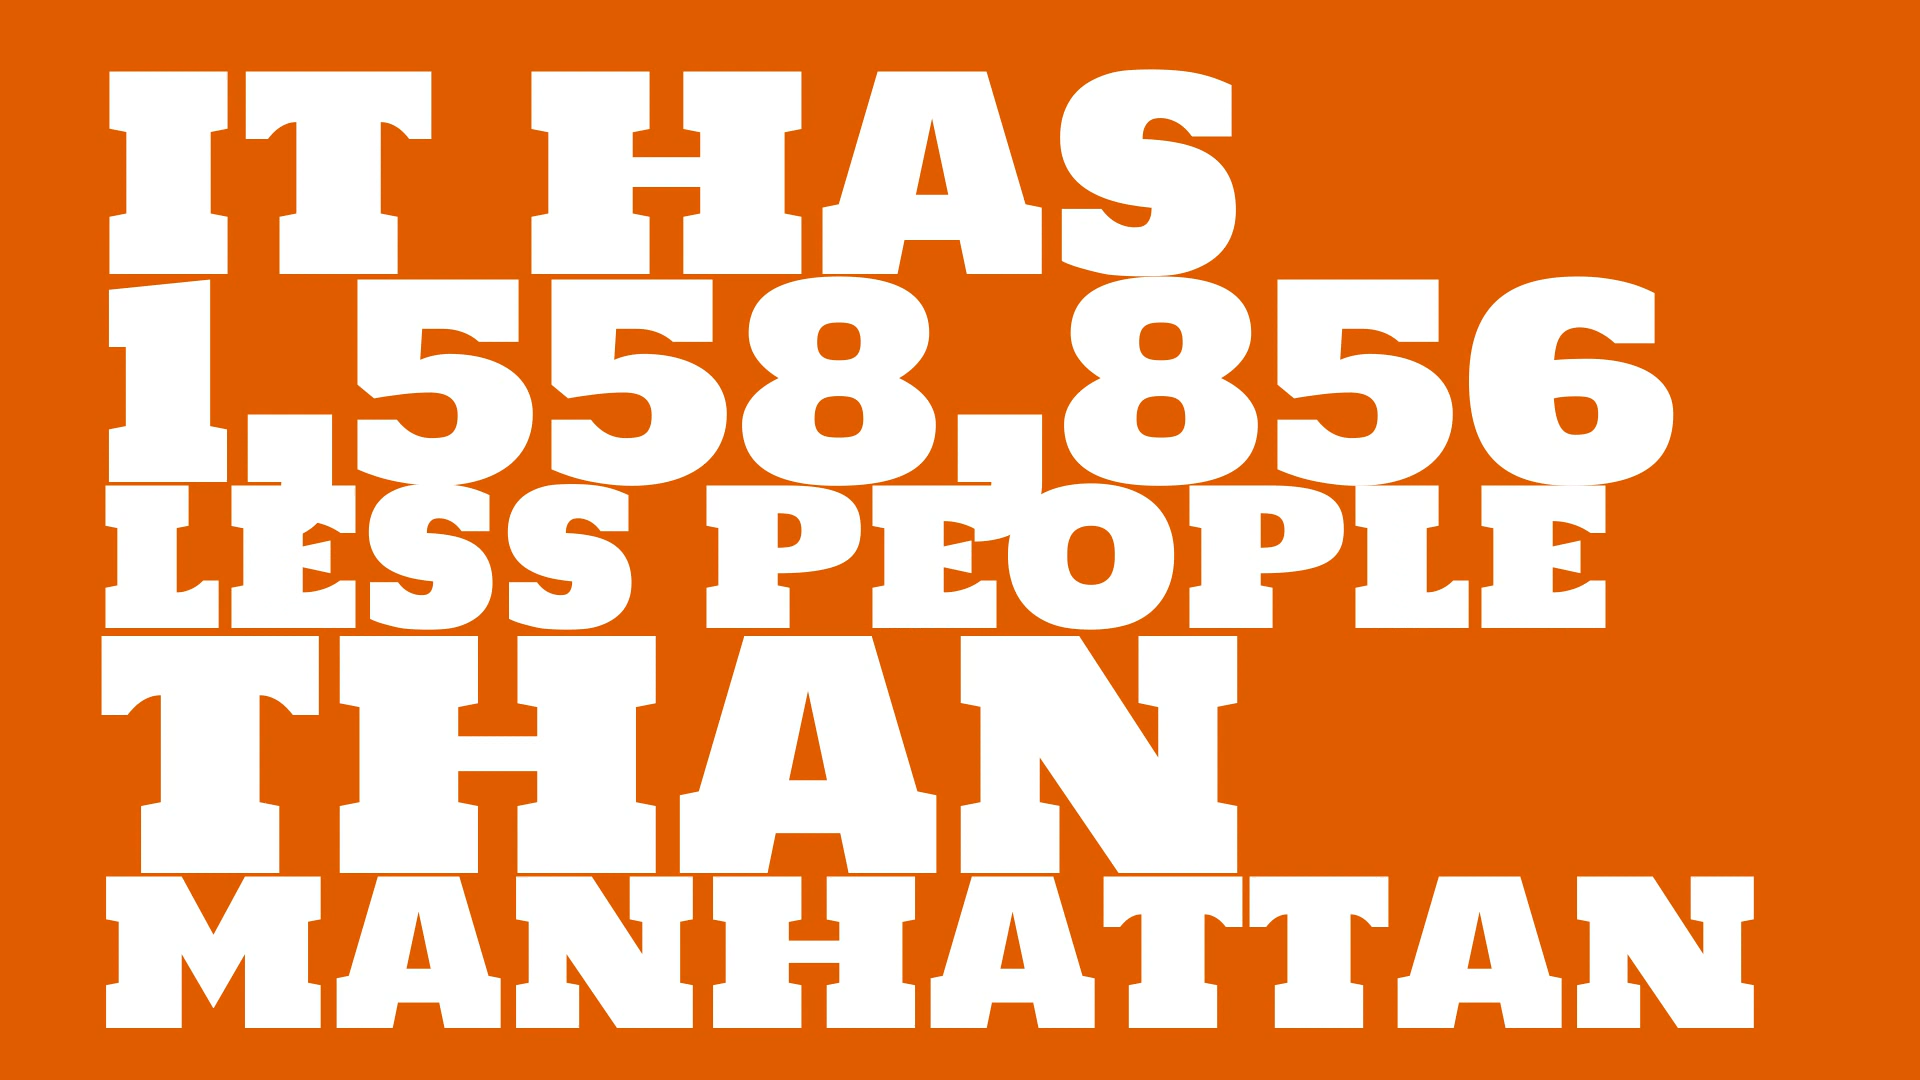 IT HAS
1,558,856
LESS PEOPLE
THAN
MANHATTAN